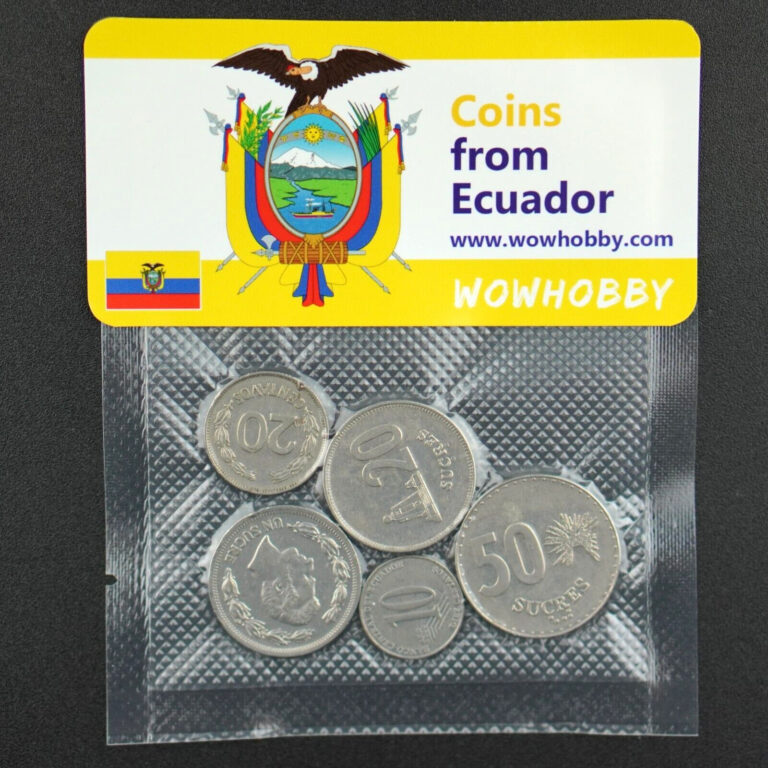 Coins
from
Ecuador
www.wowhobby.com
WOWHOBBY
CENTAVOS
20
20
SUCRES
UN SUCRE
10
50
SUCRES